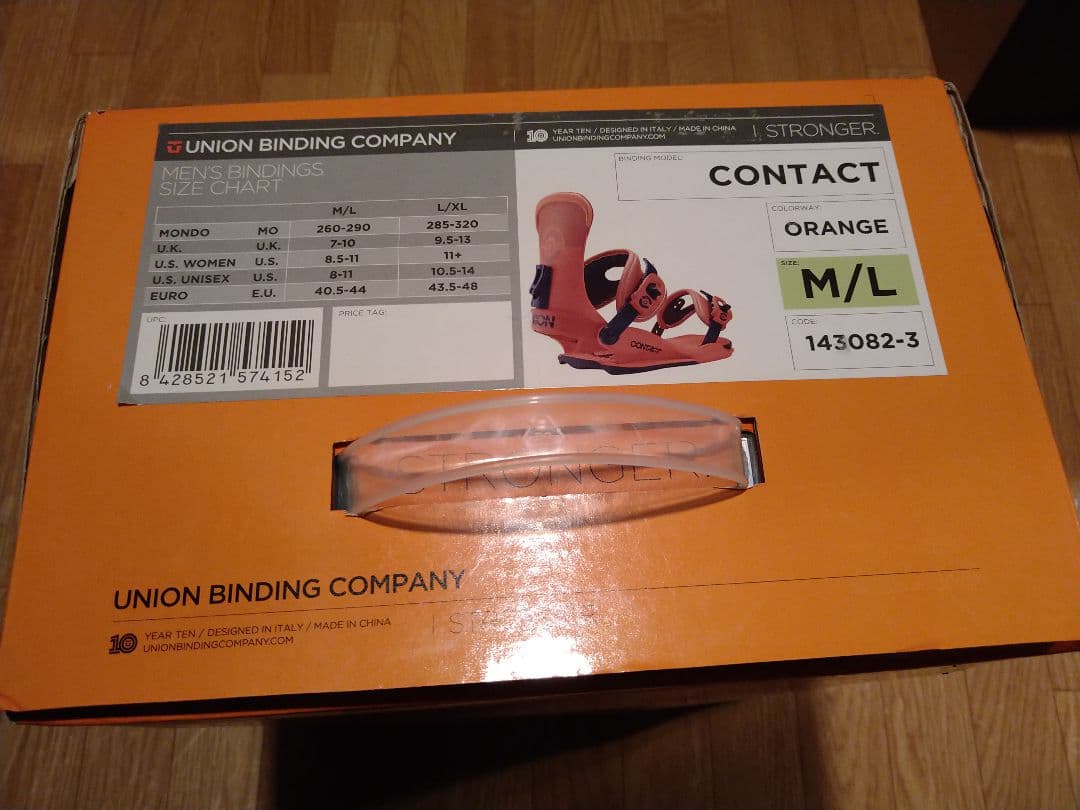 UNION BINDING COMPANY
MEN'S BINDINGS
SIZE CHART
M/L L/XL
MONDO MO 260-290 285-320
U.K. U.K. 7-10 9.5-13
U.S. WOMEN U.S. 8.5-11 11+
U.S. UNISEX U.S. 8-11 10.5-14
EURO E.U. 40.5-44 43.5-48
UPC:
8 428521 574152
PRICE TAG:
10 YEAR TEN / DESIGNED IN ITALY / MADE IN CHINA
UNIONBINDINGCOMPANY.COM
STRONGER.
BINDING MODEL:
CONTACT
COLORWAY:
ORANGE
SIZE:
M/L
CODE:
143082-3
ION
CONTACT
STRONGER.
UNION BINDING COMPANY
10 YEAR TEN / DESIGNED IN ITALY / MADE IN CHINA
UNIONBINDINGCOMPANY.COM